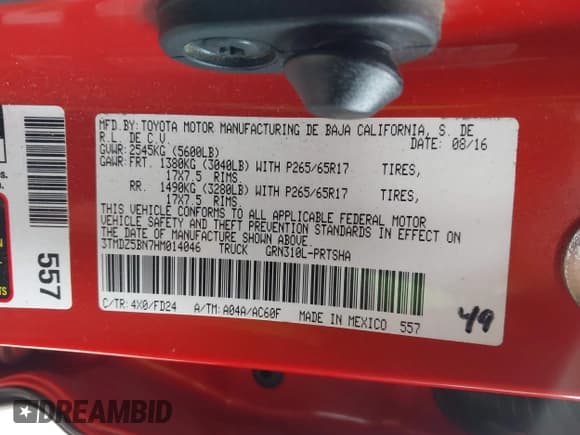 MFD.BY:TOYOTA MOTOR MANUFACTURING DE BAJA CALIFORNIA, S. DE
R.L. DE C.V. DATE: 08/16
GVWR:2545KG (5600LB)
GAWR:FRT. 1380KG (3040LB) WITH P265/65R17 TIRES,
17X7.5 RIMS
RR. 1490KG (3280LB) WITH P265/65R17 TIRES,
17X7.5 RIMS
THIS VEHICLE CONFORMS TO ALL APPLICABLE FEDERAL MOTOR
VEHICLE SAFETY AND THEFT PREVENTION STANDARDS IN EFFECT ON
THE DATE OF MANUFACTURE SHOWN ABOVE.
3TMDZ5BN7HM014046 TRUCK GRN310L-PRTSHA
C/TR: 4X0/FD24 A/TM: A04A/AC60F MADE IN MEXICO 557
49
557
DREAMBID